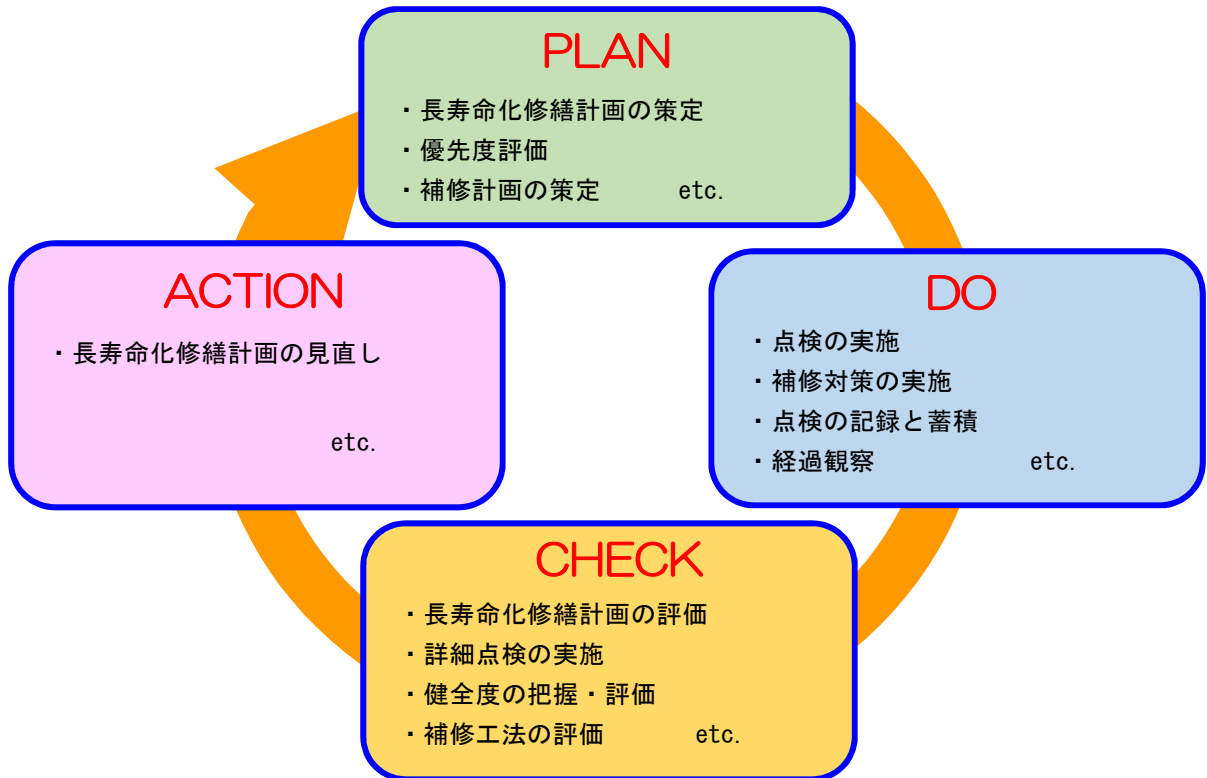 PLAN
・長寿命化修繕計画の策定
・優先度評価
・補修計画の策定　　　etc.
ACTION
・長寿命化修繕計画の見直し
etc.
DO
・点検の実施
・補修対策の実施
・点検の記録と蓄積
・経過観察　　　　　　etc.
CHECK
・長寿命化修繕計画の評価
・詳細点検の実施
・健全度の把握・評価
・補修工法の評価　　　etc.